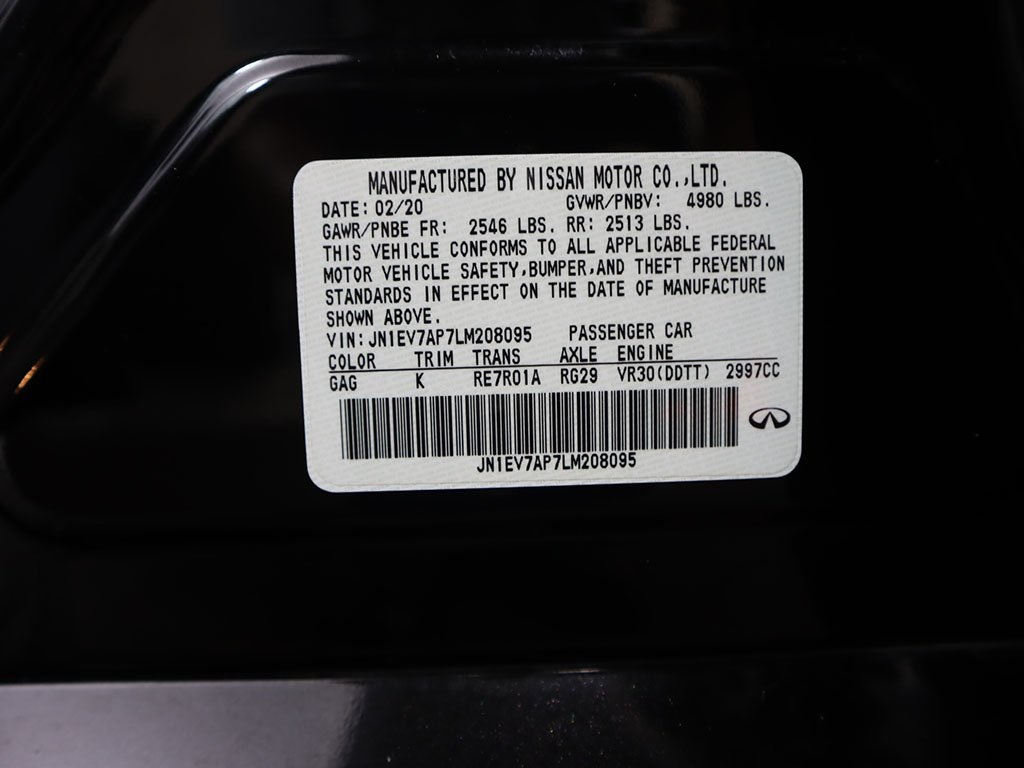 MANUFACTURED BY NISSAN MOTOR CO.,LTD.
DATE: 02/20 GVWR/PNBV: 4980 LBS.
GAWR/PNBE FR: 2546 LBS. RR: 2513 LBS.
THIS VEHICLE CONFORMS TO ALL APPLICABLE FEDERAL
MOTOR VEHICLE SAFETY,BUMPER,AND THEFT PREVENTION
STANDARDS IN EFFECT ON THE DATE OF MANUFACTURE
SHOWN ABOVE.
VIN:JN1EV7AP7LM208095 PASSENGER CAR
COLOR TRIM TRANS AXLE ENGINE
GAG K RE7R01A RG29 VR30(DDTT) 2997CC
JN1EV7AP7LM208095